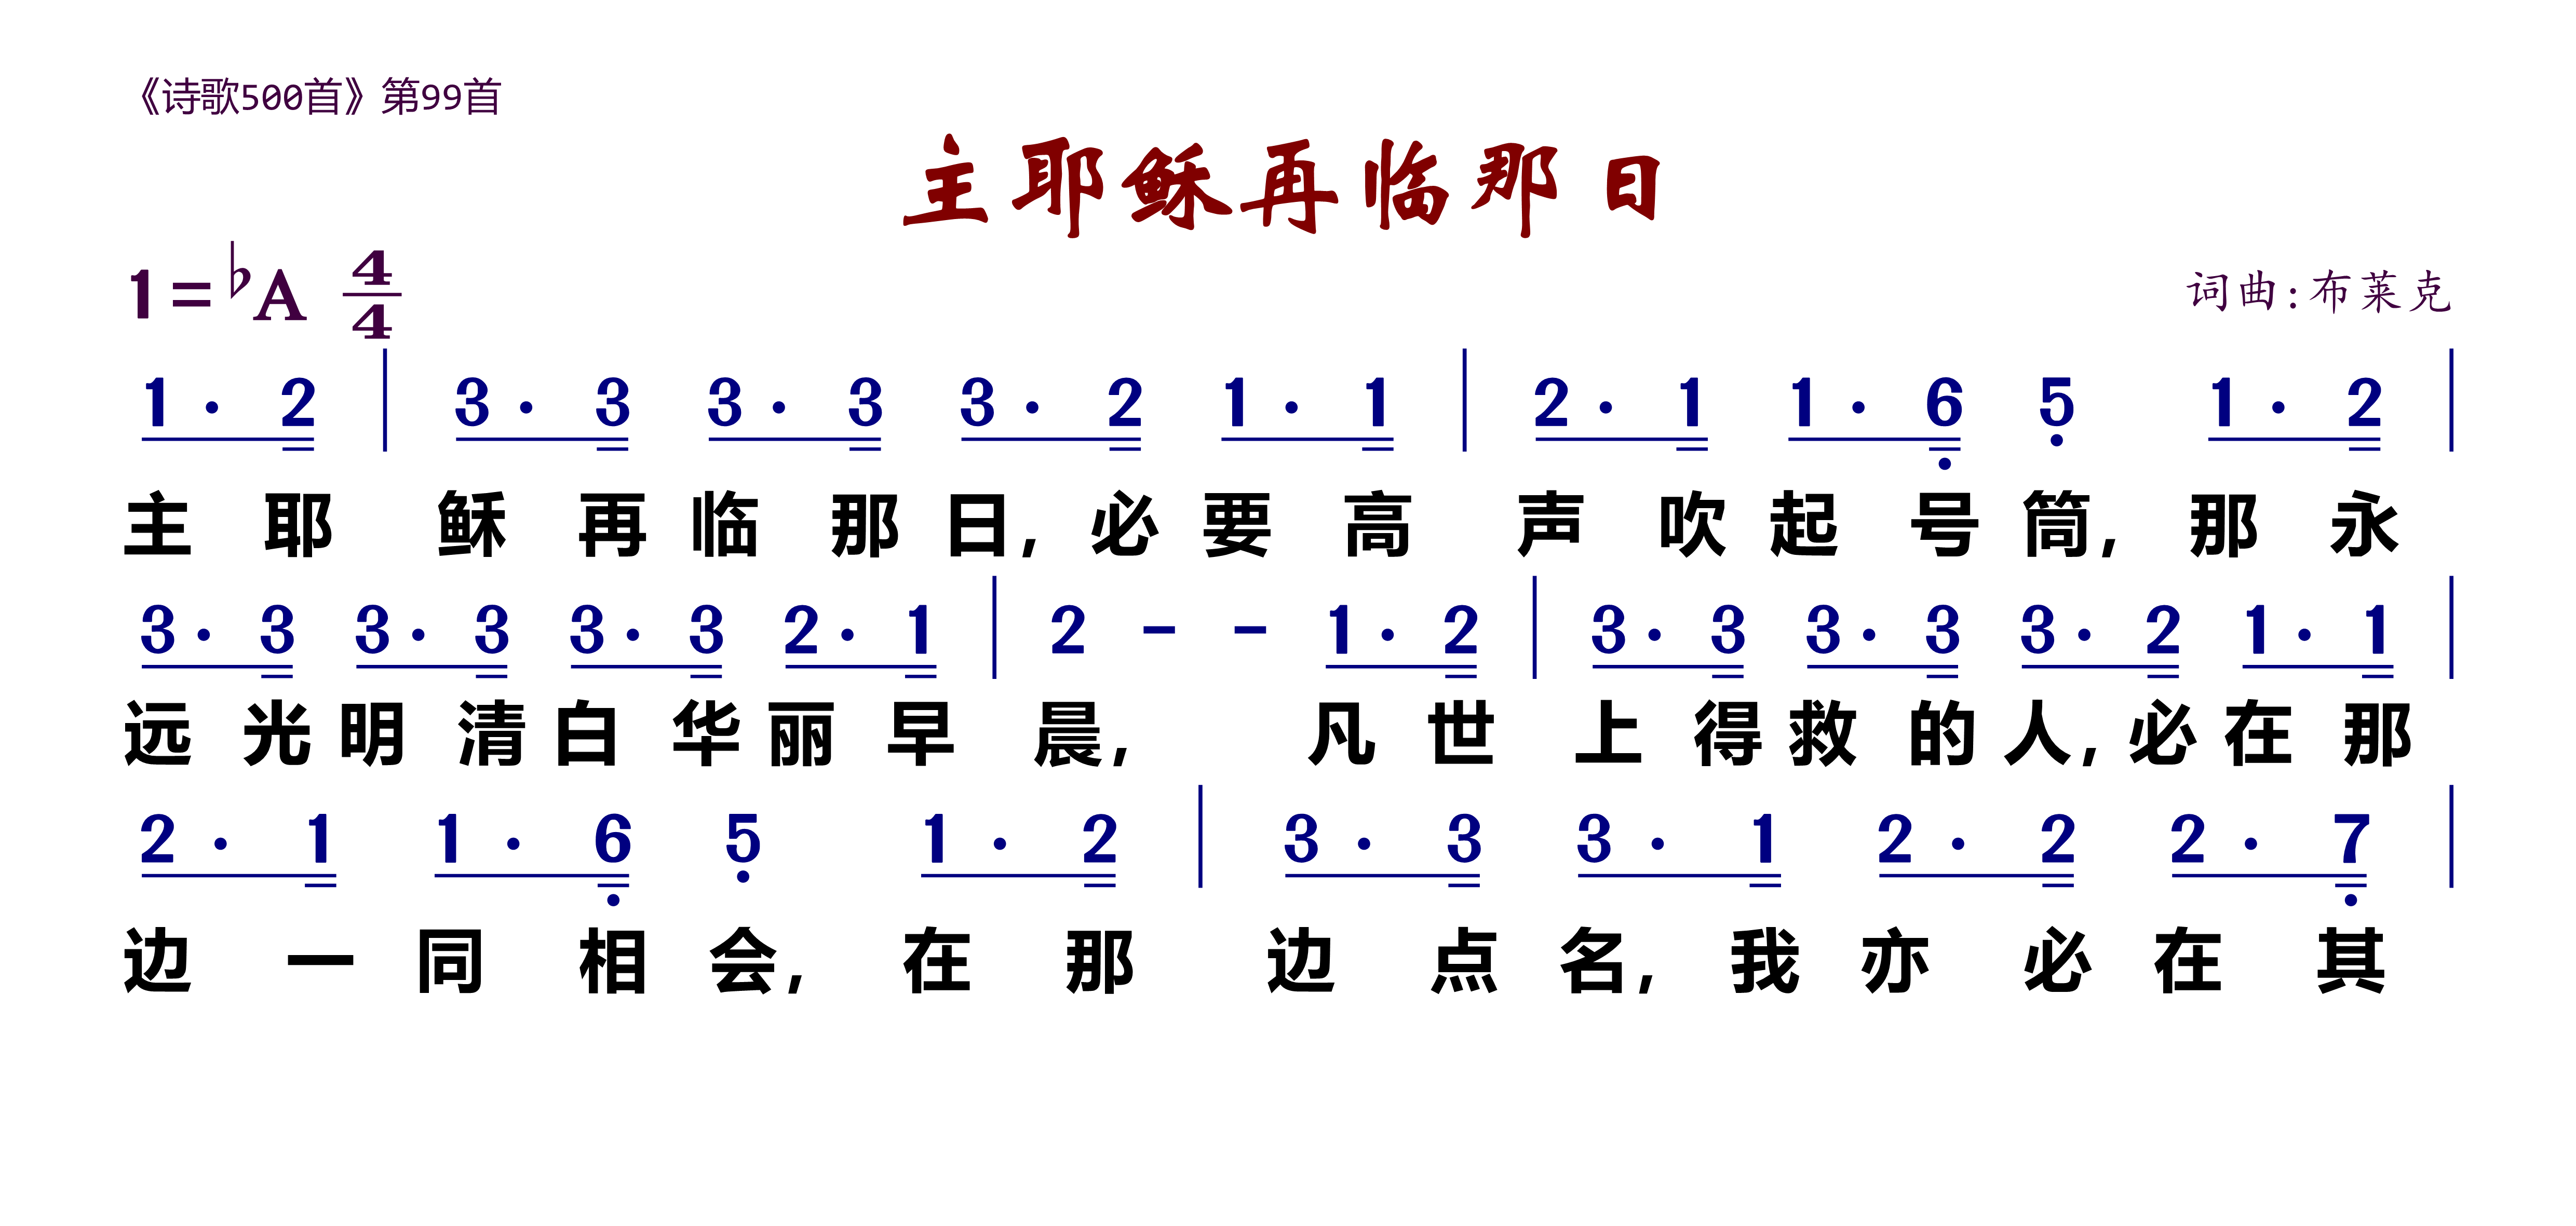 《诗歌500首》第99首
主耶稣再临那日
1=♭A 4/4
词曲:布莱克
1· 2 | 3· 3 3· 3 3· 2 1· 1 | 2· 1 1· 6 5 1· 2 |
主耶稣再临那日,必要高声吹起号筒,那永
3· 3 3· 3 3· 3 2· 1 | 2 - - 1· 2 | 3· 3 3· 3 3· 2 1· 1 |
远光明清白华丽早晨,凡世上得救的人,必在那
2· 1 1· 6 5 1· 2 | 3· 3 3· 1 2· 2 2· 7 |
边一同相会,在那边点名,我亦必在其